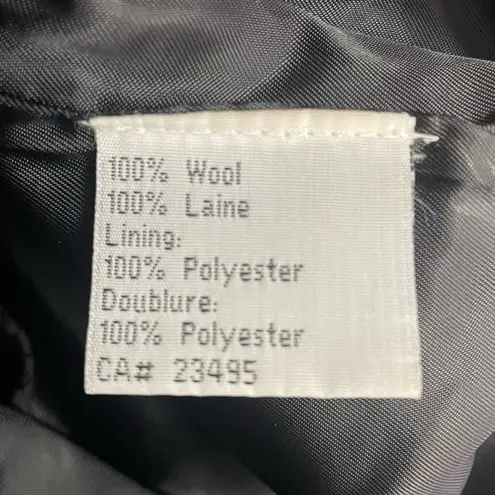 100% Wool
100% Laine
Lining:
100% Polyester
Doublure:
100% Polyester
CA# 23495